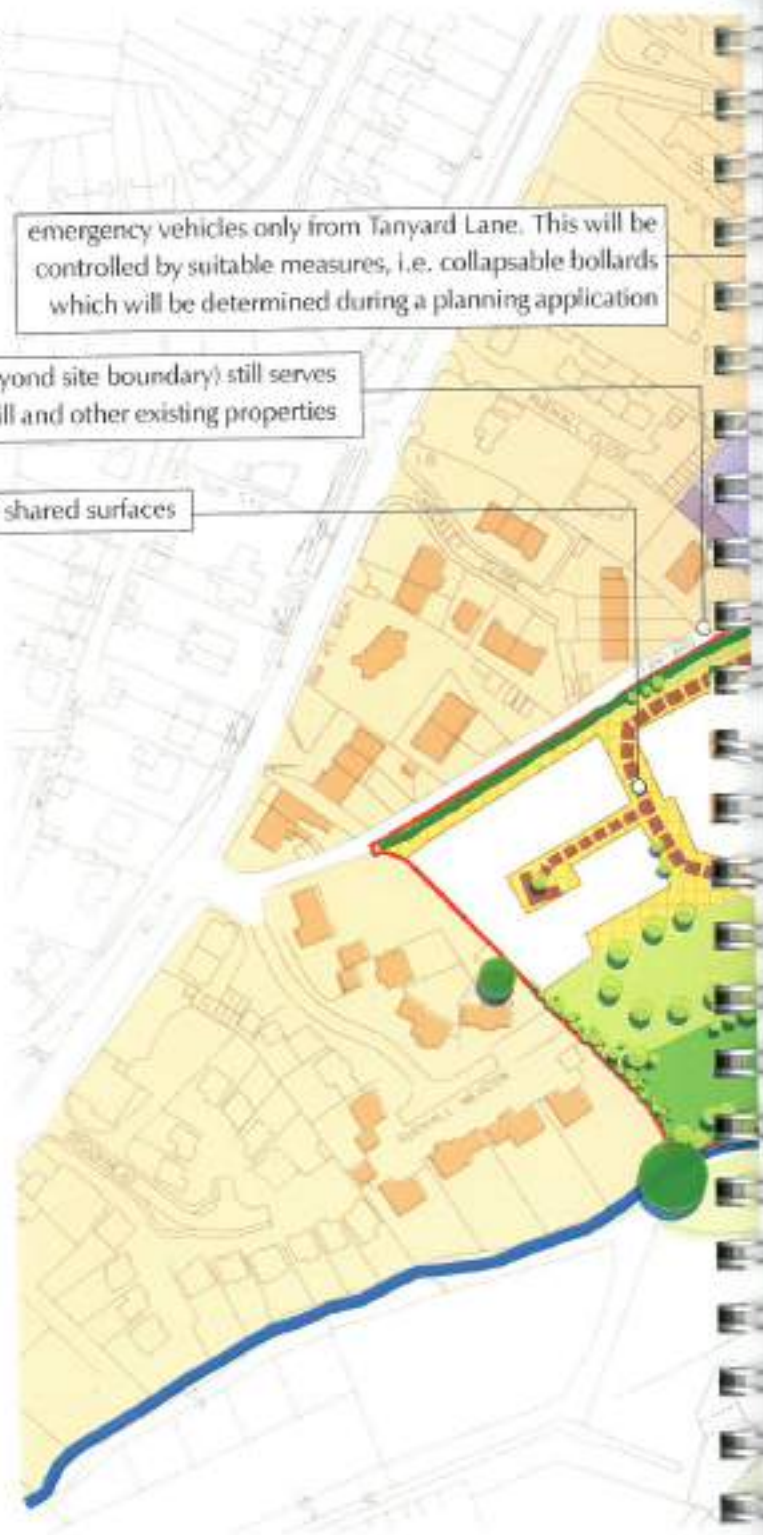 emergency vehicles only from Tanyard Lane. This will be
controlled by suitable measures, i.e. collapsable bollards
which will be determined during a planning application
yond site boundary) still serves
ill and other existing properties
shared surfaces